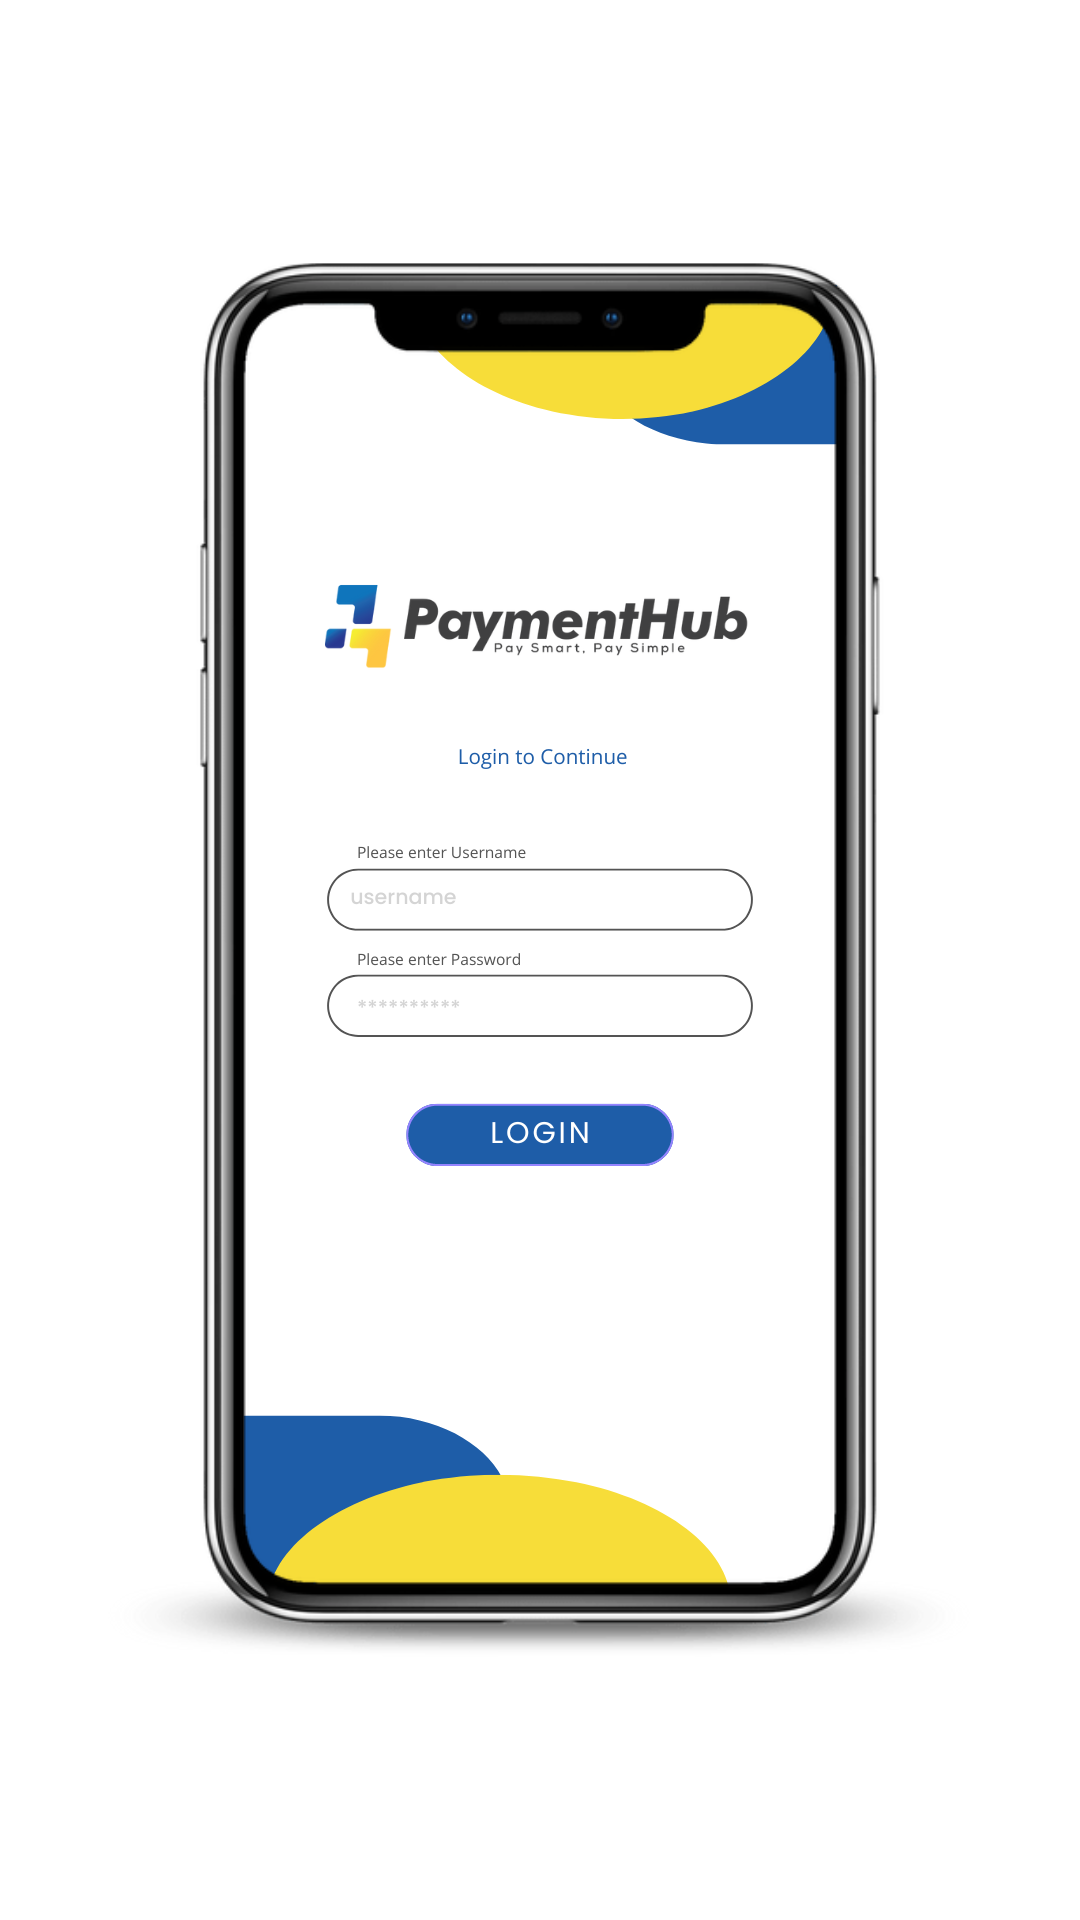 PaymentHub
Pay Smart, Pay Simple
Login to Continue
Please enter Username
username
Please enter Password
**********
LOGIN